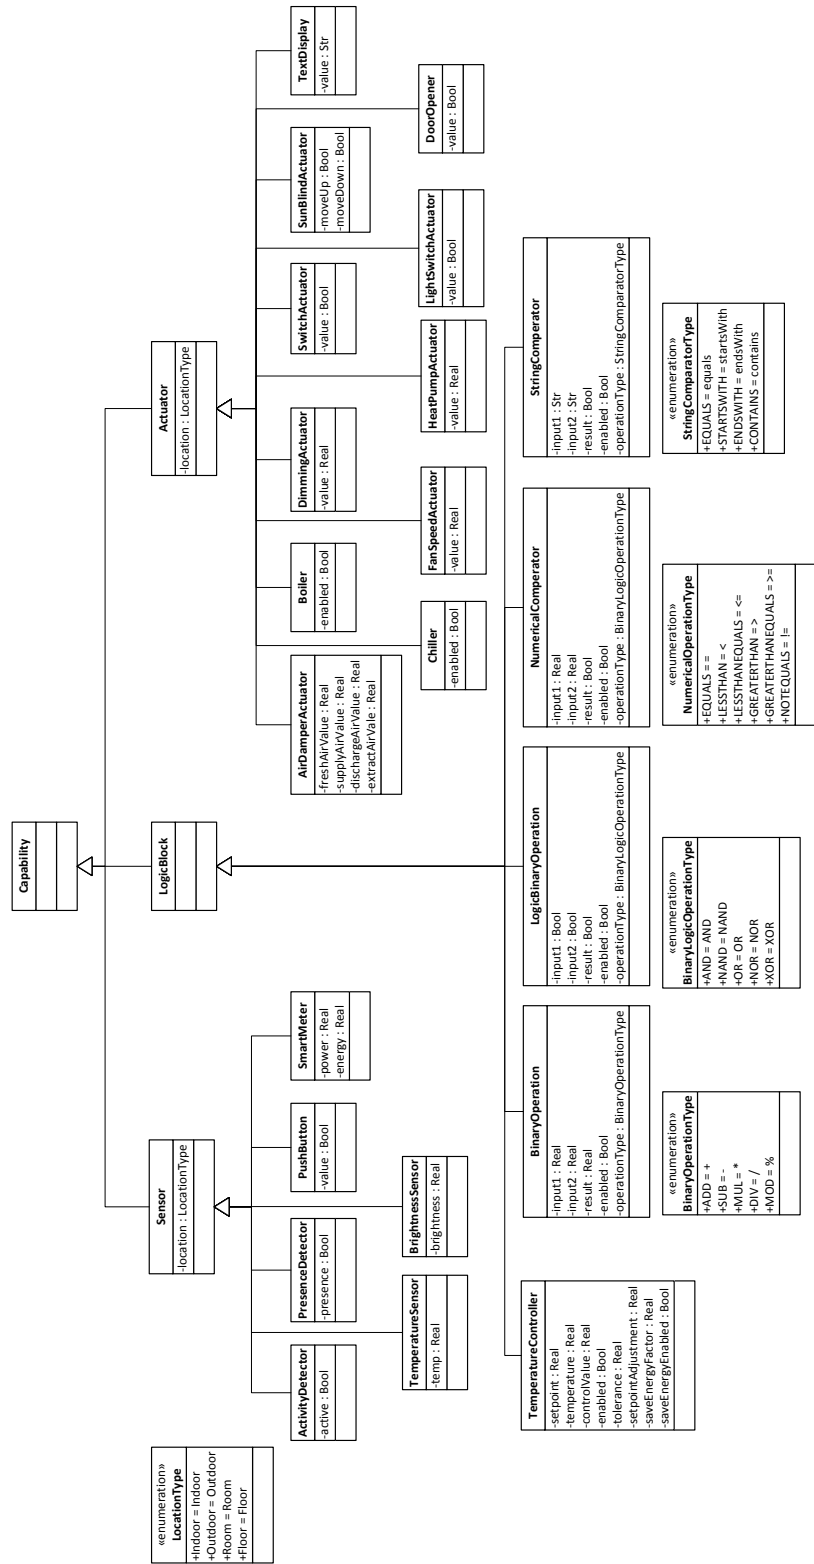 Capability
«enumeration»
LocationType
+Indoor = Indoor
+Outdoor = Outdoor
+Room = Room
+Floor = Floor
Sensor
-location : LocationType
LogicBlock
Actuator
-location : LocationType
ActivityDetector
-active : Bool
PresenceDetector
-presence : Bool
PushButton
-value : Bool
SmartMeter
-power : Real
-energy : Real
AirDamperActuator
-freshAirValue : Real
-supplyAirValue : Real
-dischargeAirValue : Real
-extractAirVale : Real
Boiler
-enabled : Bool
DimmingActuator
-value : Real
SwitchActuator
-value : Bool
SunBlindActuator
-moveUp : Bool
-moveDown : Bool
TextDisplay
-value : Str
TemperatureSensor
-temp : Real
BrightnessSensor
-brightness : Real
Chiller
-enabled : Bool
FanSpeedActuator
-value : Real
HeatPumpActuator
-value : Real
LightSwitchActuator
-value : Bool
DoorOpener
-value : Bool
TemperatureController
-setpoint : Real
-temperature : Real
-controlValue : Real
-enabled : Bool
-tolerance : Real
-setpointAdjustment : Real
-saveEnergyFactor : Real
-saveEnergyEnabled : Bool
BinaryOperation
-input1 : Real
-input2 : Real
-result : Real
-enabled : Bool
-operationType : BinaryOperationType
LogicBinaryOperation
-input1 : Bool
-input2 : Bool
-result : Bool
-enabled : Bool
-operationType : BinaryLogicOperationType
NumericalComperator
-input1 : Real
-input2 : Real
-result : Bool
-enabled : Bool
-operationType : BinaryLogicOperationType
StringComperator
-input1 : Str
-input2 : Str
-result : Bool
-enabled : Bool
-operationType : StringComparatorType
«enumeration»
BinaryOperationType
+ADD = +
+SUB = -
+MUL = *
+DIV = /
+MOD = %
«enumeration»
BinaryLogicOperationType
+AND = AND
+NAND = NAND
+OR = OR
+NOR = NOR
+XOR = XOR
«enumeration»
NumericalOperationType
+EQUALS = ==
+LESSTHAN = <
+LESSTHANEQUALS = <=
+GREATERTHAN = >
+GREATERTHANEQUALS = >=
+NOTEQUALS = !=
«enumeration»
StringComparatorType
+EQUALS = equals
+STARTSWITH = startsWith
+ENDSWITH = endsWith
+CONTAINS = contains